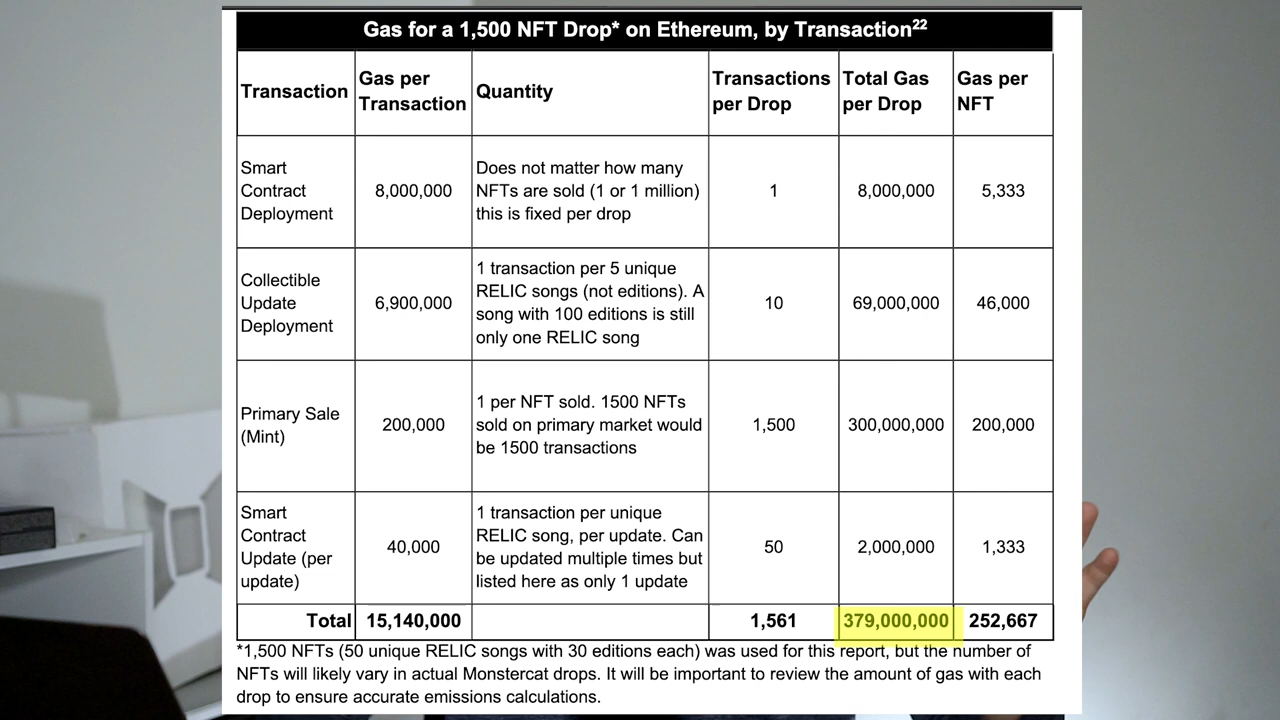 Gas for a 1,500 NFT Drop* on Ethereum, by Transaction22
Transaction
Gas per
Transaction
Quantity
Transactions
per Drop
Total Gas
per Drop
Gas per
NFT
Smart
Contract
Deployment
8,000,000
Does not matter how many
NFTs are sold (1 or 1 million)
this is fixed per drop
1
8,000,000
5,333
Collectible
Update
Deployment
6,900,000
1 transaction per 5 unique
RELIC songs (not editions). A
song with 100 editions is still
only one RELIC song
10
69,000,000
46,000
Primary Sale
(Mint)
200,000
1 per NFT sold. 1500 NFTs
sold on primary market would
be 1500 transactions
1,500
300,000,000
200,000
Smart
Contract
Update (per
update)
40,000
1 transaction per unique
RELIC song, per update. Can
be updated multiple times but
listed here as only 1 update
50
2,000,000
1,333
Total
15,140,000
1,561
379,000,000
252,667
*1,500 NFTs (50 unique RELIC songs with 30 editions each) was used for this report, but the number of
NFTs will likely vary in actual Monstercat drops. It will be important to review the amount of gas with each
drop to ensure accurate emissions calculations.